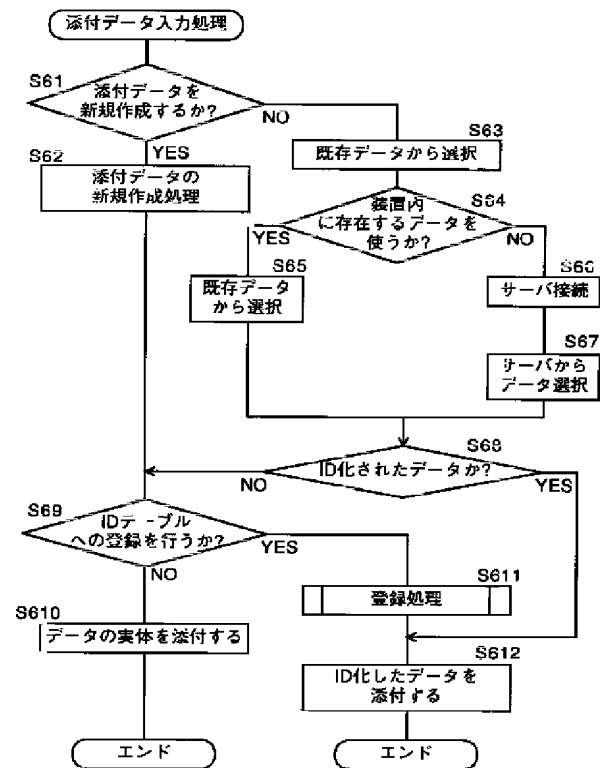 添付データ入力処理
S61
添付データを
新規作成するか?
NO
YES
S62
添付データの
新規作成処理
S63
既存データから選択
S64
装置内
に存在するデータを
使うか?
YES
NO
S65
既存データ
から選択
S66
サーバ接続
S67
サーバから
データ選択
S68
ID化されたデータか?
NO
YES
S69
IDテーブル
への登録を行うか?
YES
NO
S610
データの実体を添付する
S611
登録処理
S612
ID化したデータを
添付する
エンド
エンド